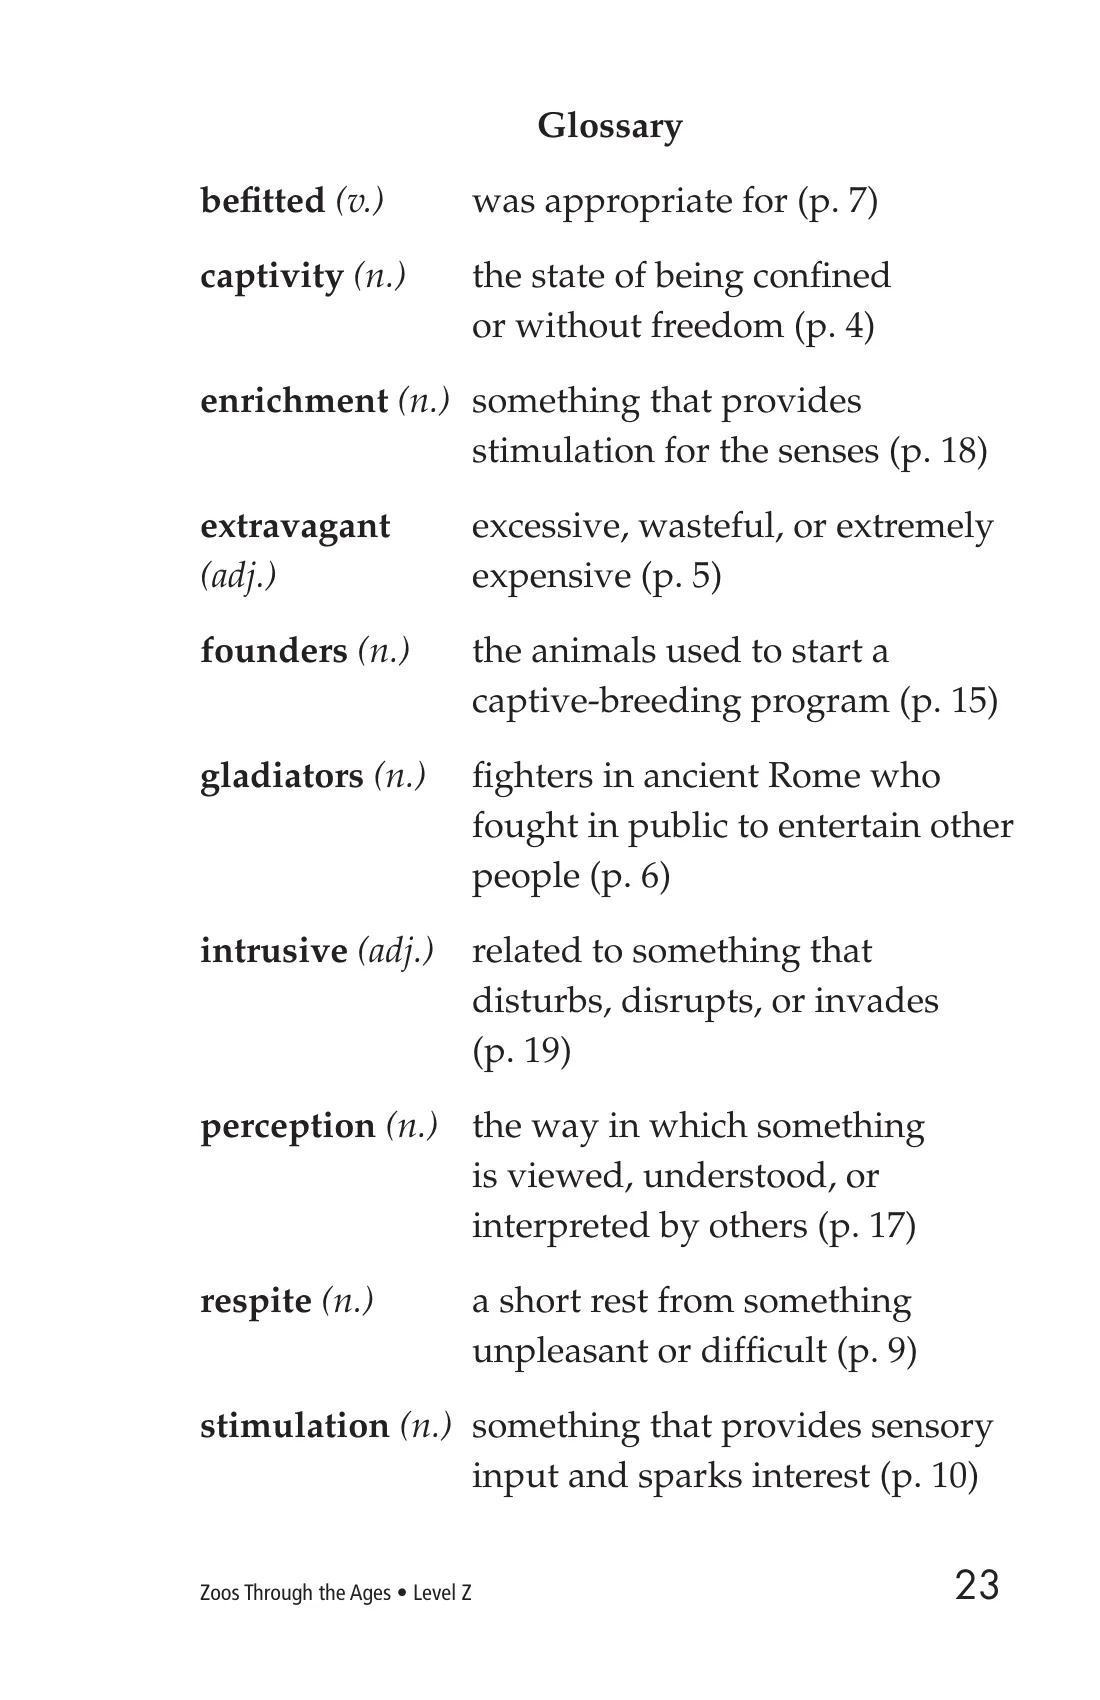 Glossary
befitted (v.) was appropriate for (p. 7)
captivity (n.) the state of being confined
or without freedom (p. 4)
enrichment (n.) something that provides
stimulation for the senses (p. 18)
extravagant excessive, wasteful, or extremely
(adj.) expensive (p. 5)
founders (n.) the animals used to start a
captive-breeding program (p. 15)
gladiators (n.) fighters in ancient Rome who
fought in public to entertain other
people (p. 6)
intrusive (adj.) related to something that
disturbs, disrupts, or invades
(p. 19)
perception (n.) the way in which something
is viewed, understood, or
interpreted by others (p. 17)
respite (n.) a short rest from something
unpleasant or difficult (p. 9)
stimulation (n.) something that provides sensory
input and sparks interest (p. 10)
Zoos Through the Ages • Level Z 23